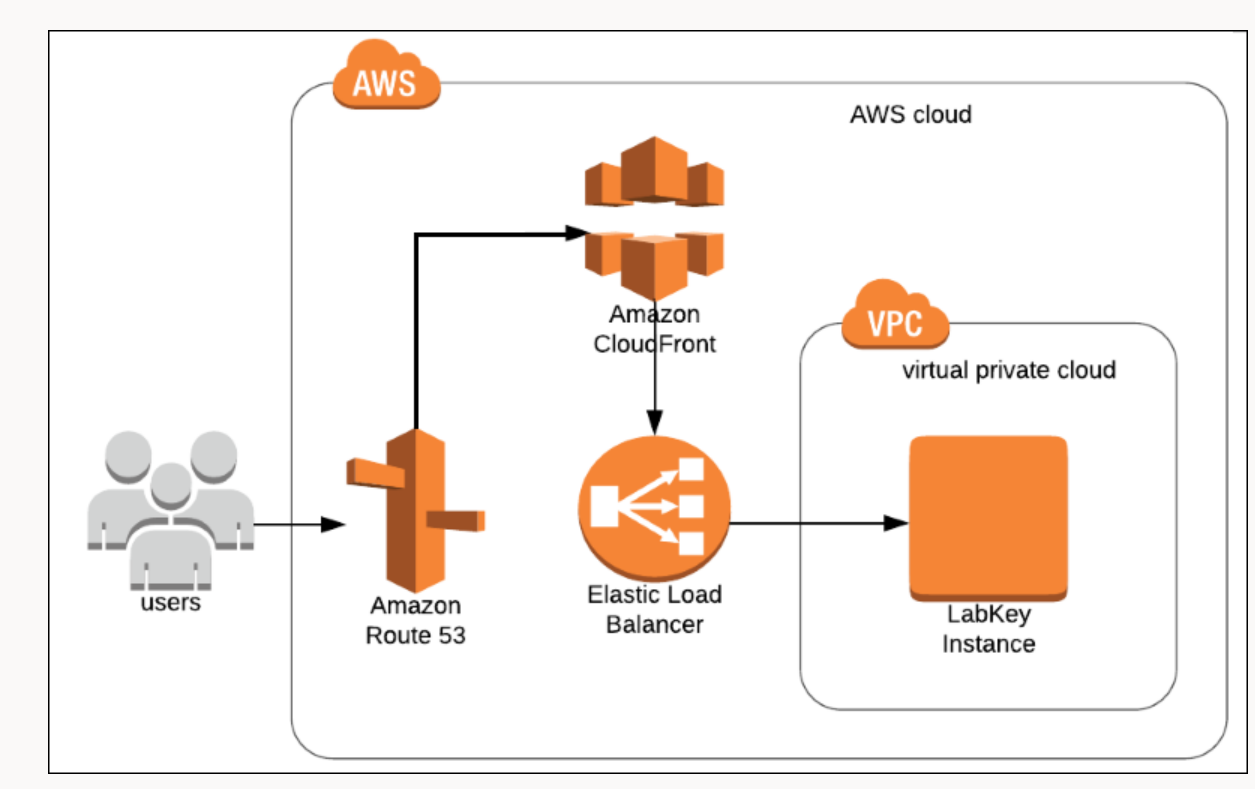 AWS
AWS cloud
Amazon
CloudFront
VPC
virtual private cloud
users
Amazon
Route 53
Elastic Load
Balancer
LabKey
Instance